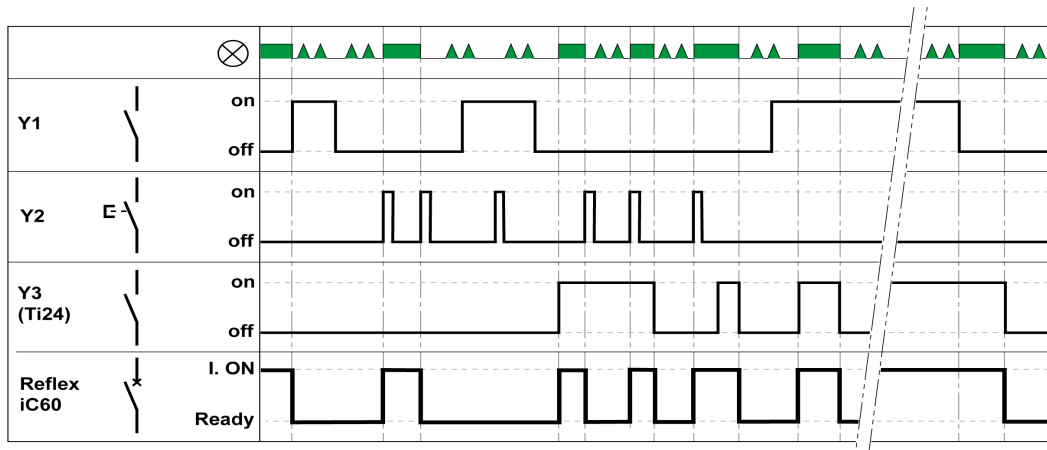 Y1
on
off
Y2
on
off
Y3
(Ti24)
on
off
Reflex
iC60
I. ON
Ready